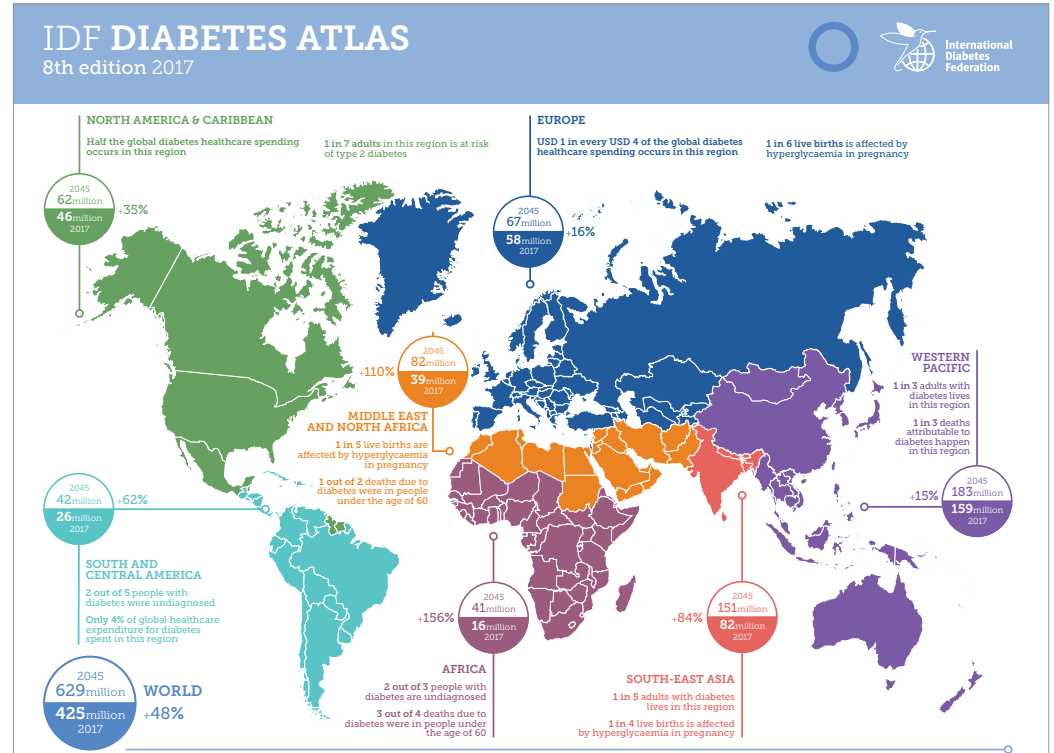 IDF DIABETES ATLAS
8th edition 2017
International
Diabetes
Federation
NORTH AMERICA & CARIBBEAN
Half the global diabetes healthcare spending
occurs in this region
1 in 7 adults in this region is at risk
of type 2 diabetes
2045
62million
46million
2017
+35%
EUROPE
USD 1 in every USD 4 of the global diabetes
healthcare spending occurs in this region
1 in 6 live births is affected by
hyperglycaemia in pregnancy
2045
67million
58million
2017
+16%
2045
82million
39million
2017
+110%
MIDDLE EAST
AND NORTH AFRICA
1 in 5 live births are
affected by hyperglycaemia
in pregnancy
1 out of 2 deaths due to
diabetes were in people
under the age of 60
WESTERN
PACIFIC
1 in 3 adults with
diabetes lives
in this region
1 in 3 deaths
attributable to
diabetes happen
in this region
+15%
2045
183million
159million
2017
2045
42million
26million
2017
+62%
SOUTH AND
CENTRAL AMERICA
2 out of 5 people with
diabetes were undiagnosed
Only 4% of global healthcare
expenditure for diabetes
spent in this region
+156%
2045
41million
16million
2017
AFRICA
2 out of 3 people with
diabetes are undiagnosed
3 out of 4 deaths due to
diabetes were in people under
the age of 60
+84%
2045
151million
82million
2017
SOUTH-EAST ASIA
1 in 5 adults with diabetes
lives in this region
1 in 4 live births is affected
by hyperglycaemia in pregnancy
2045
629million
425million
2017
WORLD
+48%